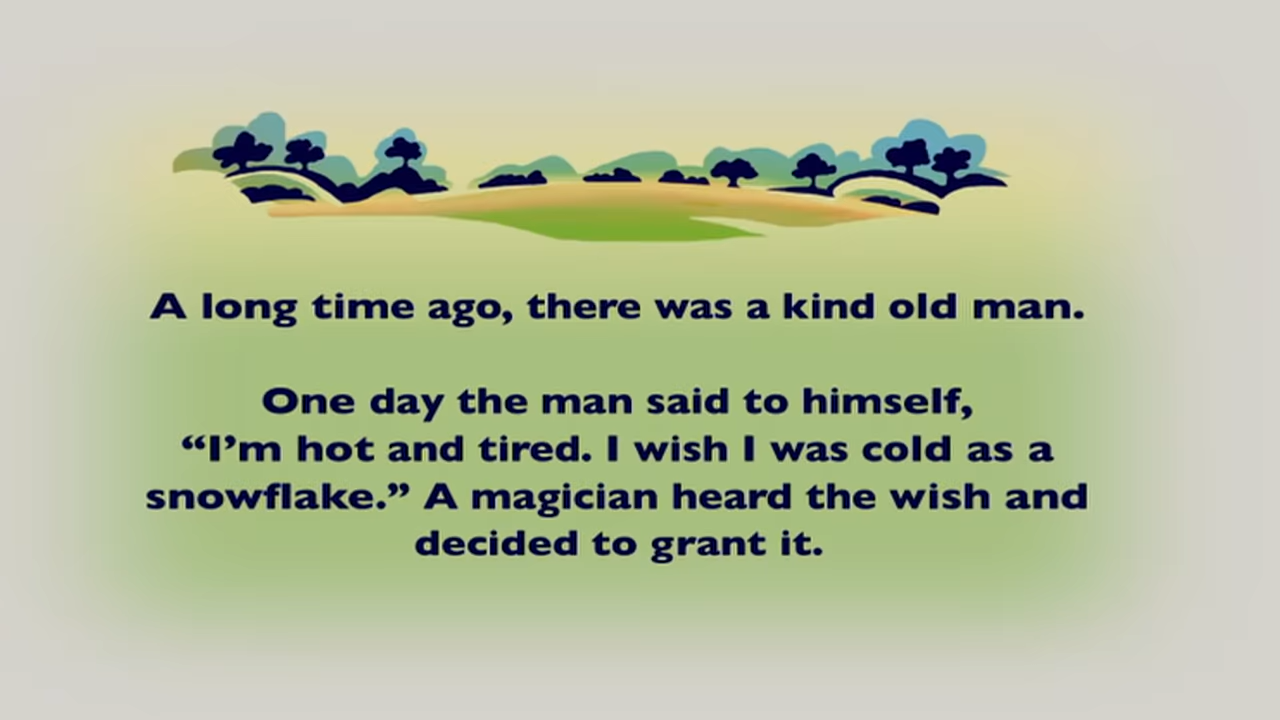 A long time ago, there was a kind old man.
One day the man said to himself,
“I’m hot and tired. I wish I was cold as a
snowflake.” A magician heard the wish and
decided to grant it.